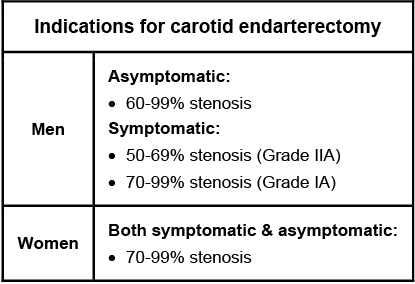 Indications for carotid endarterectomy
Men
Asymptomatic:
• 60-99% stenosis
Symptomatic:
• 50-69% stenosis (Grade IIA)
• 70-99% stenosis (Grade IA)
Women
Both symptomatic & asymptomatic:
• 70-99% stenosis